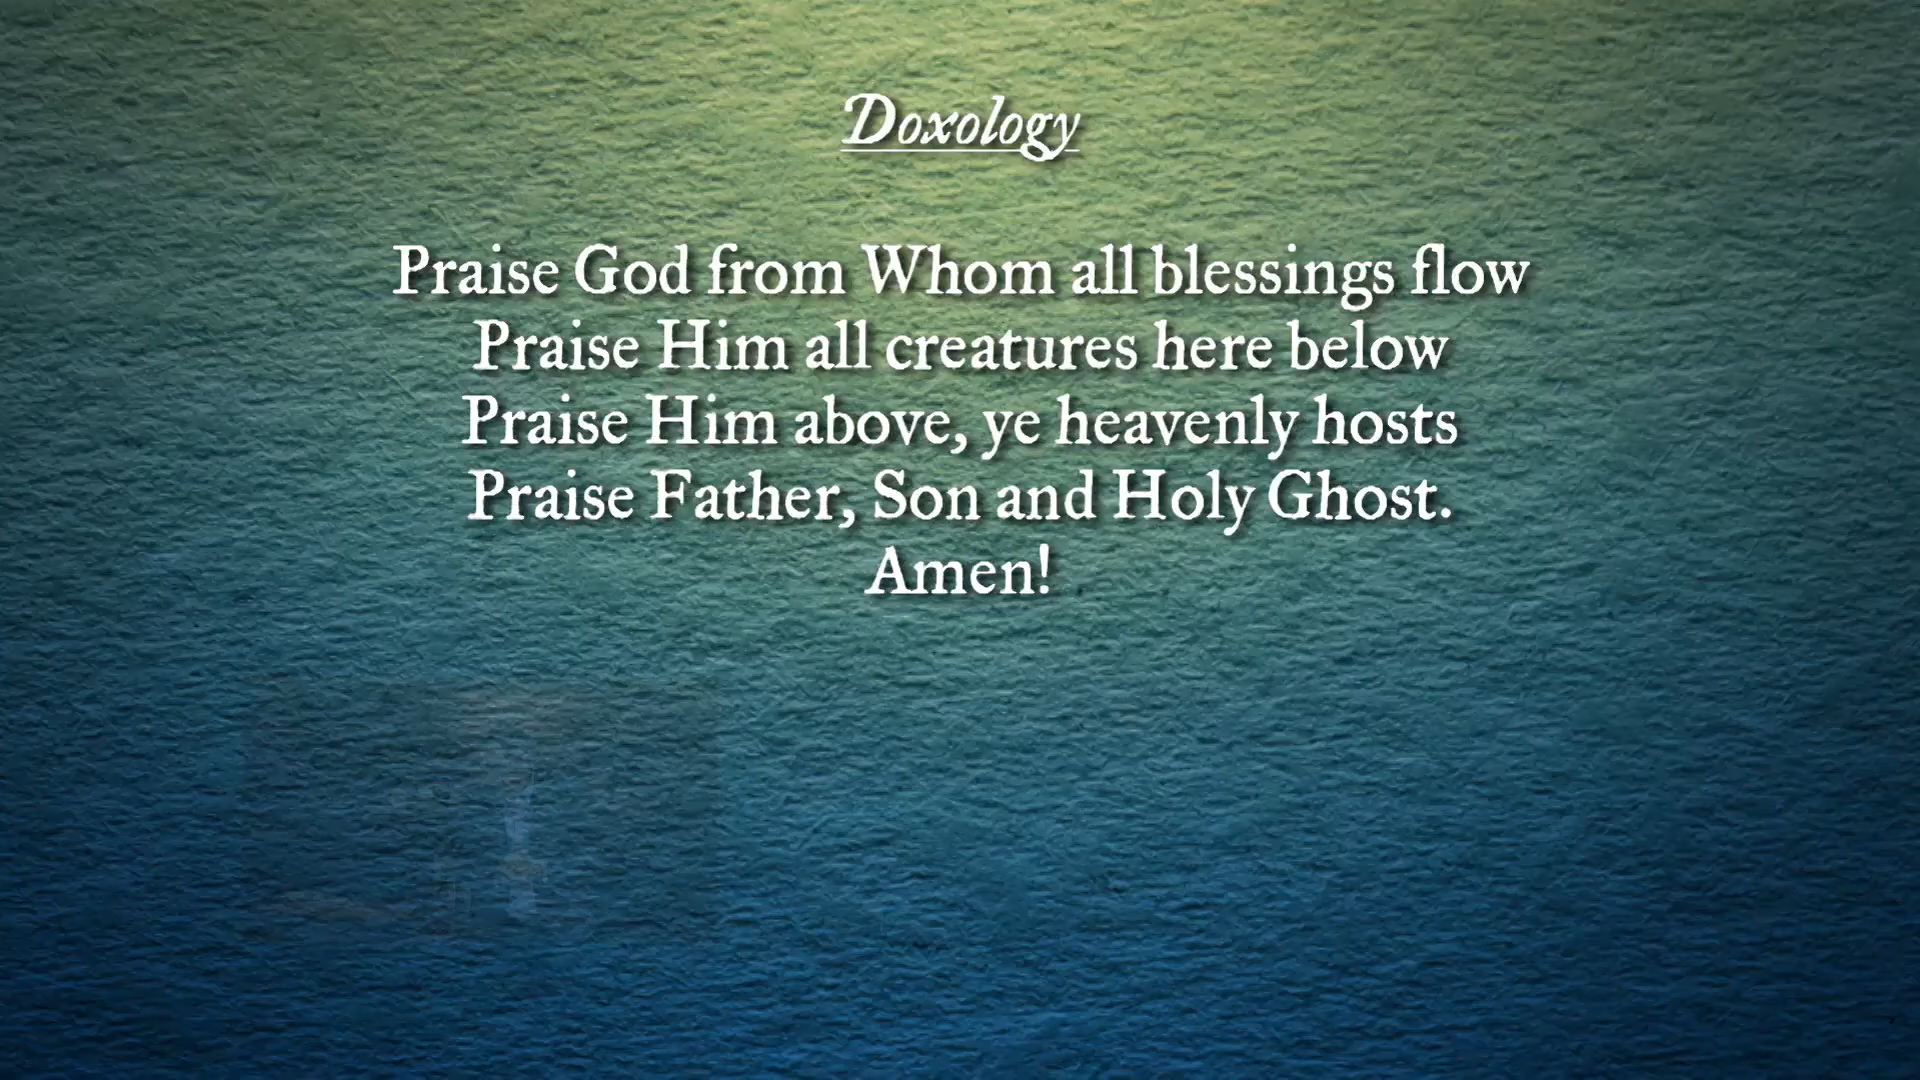 Doxology
Praise God from Whom all blessings flow
Praise Him all creatures here below
Praise Him above, ye heavenly hosts
Praise Father, Son and Holy Ghost.
Amen!